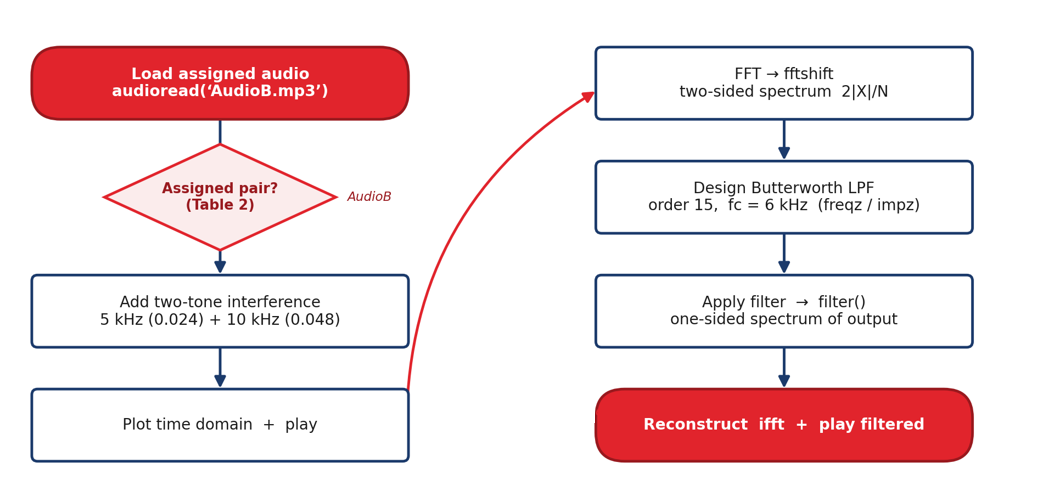 Load assigned audio
audioread(‘AudioB.mp3’)
Assigned pair?
(Table 2)
AudioB
Add two-tone interference
5 kHz (0.024) + 10 kHz (0.048)
Plot time domain + play
FFT → fftshift
two-sided spectrum 2|X|/N
Design Butterworth LPF
order 15, fc = 6 kHz (freqz / impz)
Apply filter → filter()
one-sided spectrum of output
Reconstruct ifft + play filtered